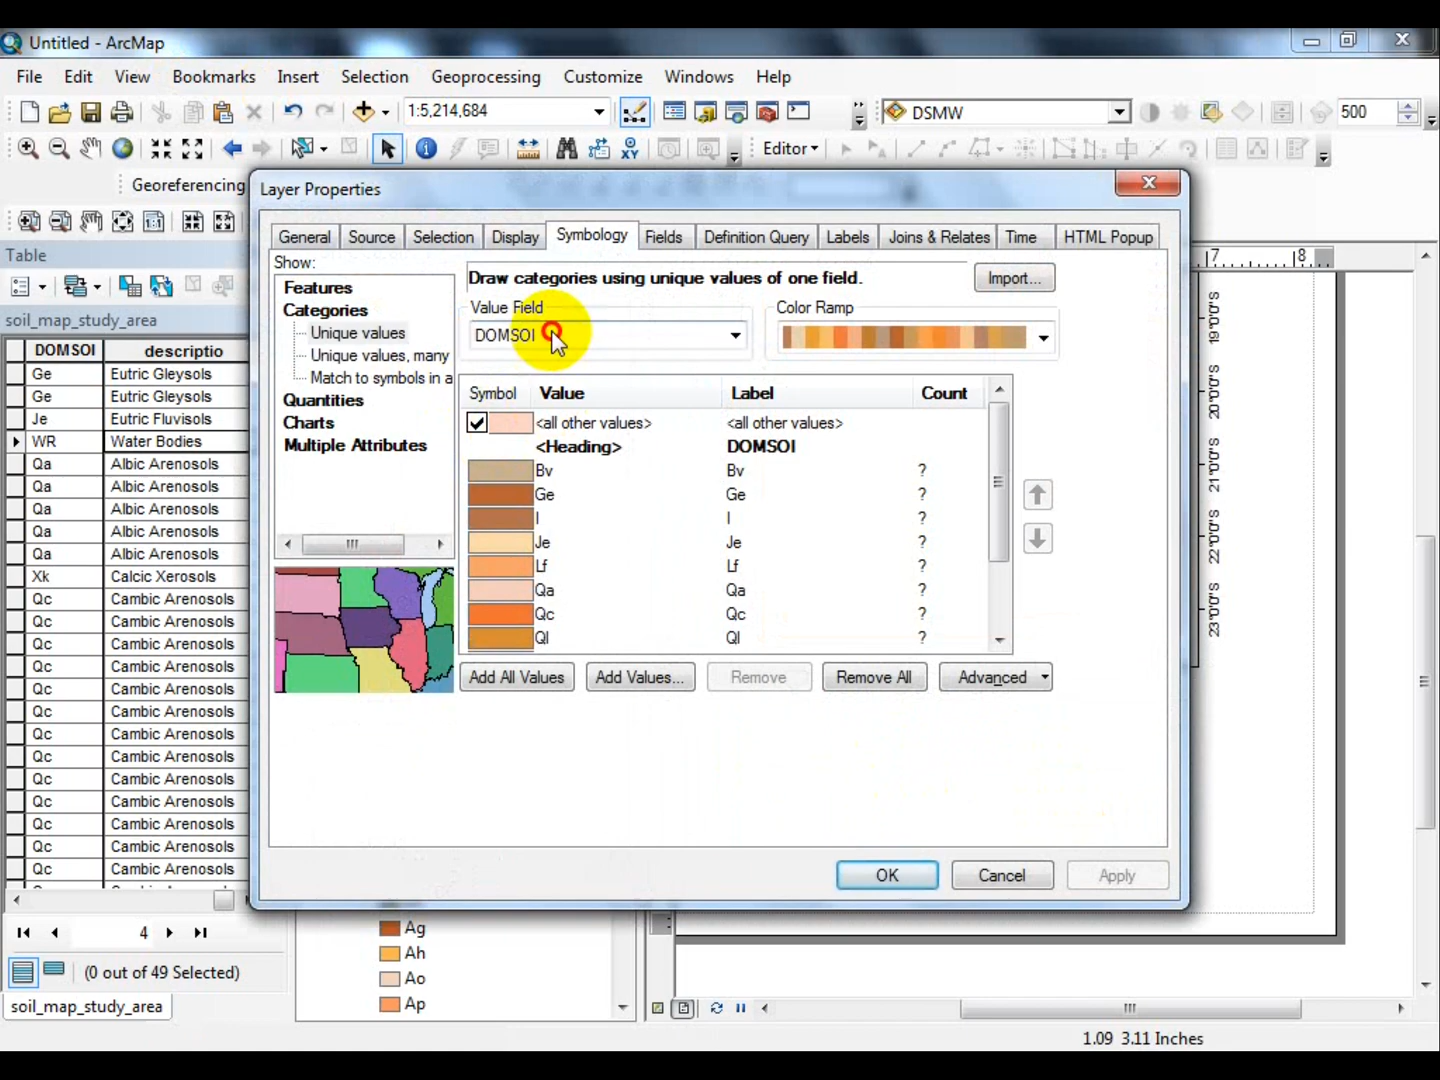 Untitled - ArcMap
File Edit View Bookmarks Insert Selection Geoprocessing Customize Windows Help
1:5,214,684
DSMW
500
Editor
Georeferencing
Layer Properties
General Source Selection Display Symbology Fields Definition Query Labels Joins & Relates Time HTML Popup
Show:
Features
Categories
Unique values
Unique values, many
Match to symbols in a
Quantities
Charts
Multiple Attributes
Draw categories using unique values of one field.
Import...
Value Field
DOMSOI
Color Ramp
Symbol Value Label Count
<all other values> <all other values>
<Heading> DOMSOI
Bv Bv ?
Ge Ge ?
I I ?
Je Je ?
Lf Lf ?
Qa Qa ?
Qc Qc ?
Ql Ql ?
Add All Values Add Values... Remove Remove All Advanced
OK Cancel Apply
Table
soil_map_study_area
DOMSOI descriptio
Ge Eutric Gleysols
Ge Eutric Gleysols
Je Eutric Fluvisols
WR Water Bodies
Qa Albic Arenosols
Qa Albic Arenosols
Qa Albic Arenosols
Qa Albic Arenosols
Qa Albic Arenosols
Xk Calcic Xerosols
Qc Cambic Arenosols
Qc Cambic Arenosols
Qc Cambic Arenosols
Qc Cambic Arenosols
Qc Cambic Arenosols
Qc Cambic Arenosols
Qc Cambic Arenosols
Qc Cambic Arenosols
Qc Cambic Arenosols
Qc Cambic Arenosols
Qc Cambic Arenosols
Qc Cambic Arenosols
Qc Cambic Arenosols
4
(0 out of 49 Selected)
soil_map_study_area
Ag
Ah
Ao
Ap
7 8
19°0'0"S
20°0'0"S
21°0'0"S
22°0'0"S
23°0'0"S
1.09 3.11 Inches